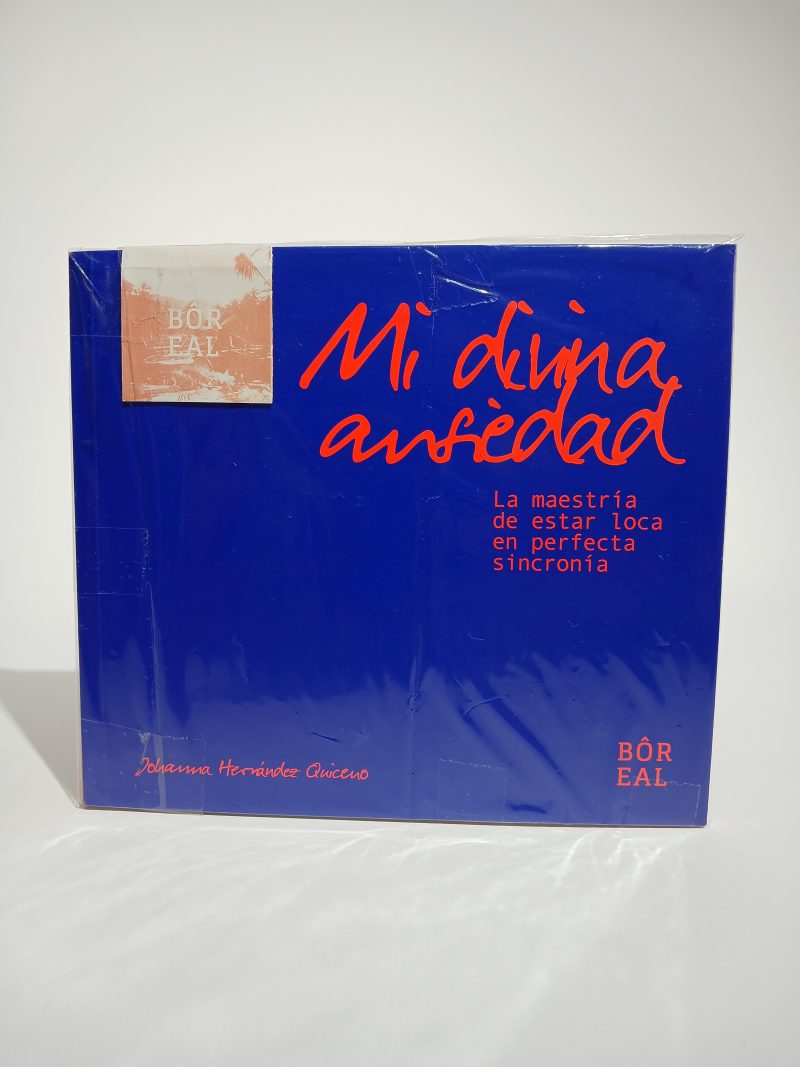 BÔR
EAL
Mi divina
ansiedad
La maestría
de estar loca
en perfecta
sincronía
Johanna Hernández Quiceno
BÔR
EAL